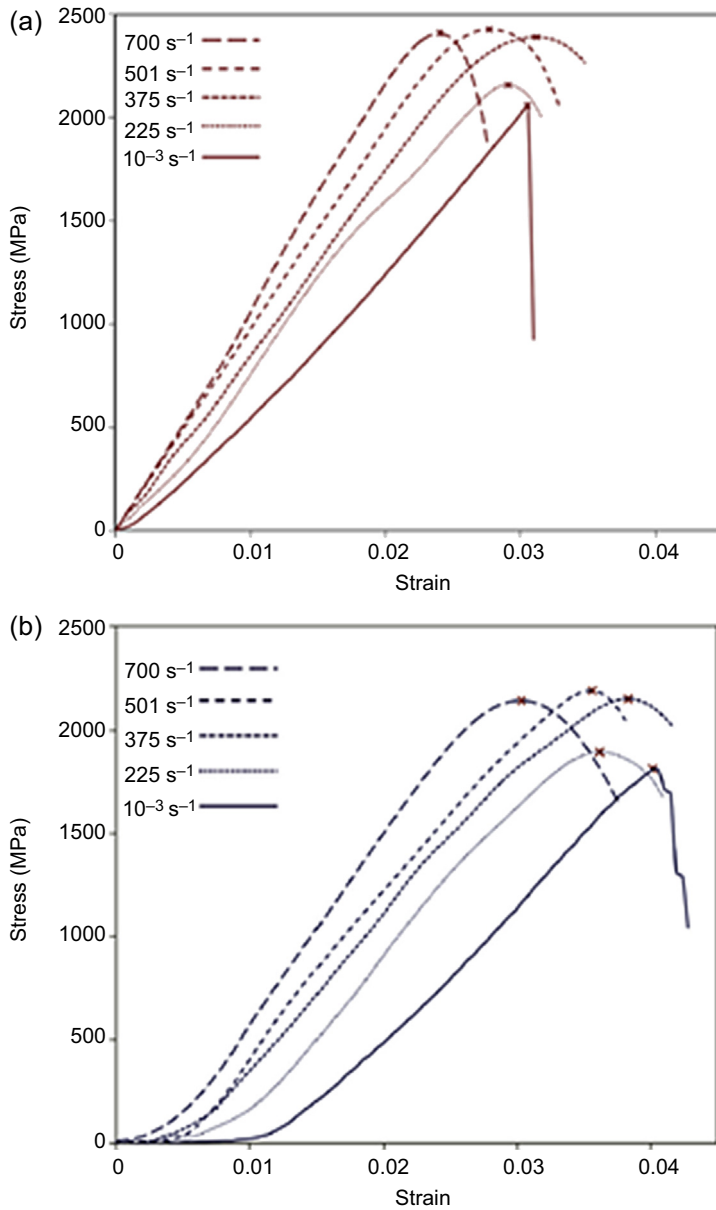 (a)
2500
2000
1500
1000
500
0
Stress (MPa)
700 s⁻¹
501 s⁻¹
375 s⁻¹
225 s⁻¹
10⁻³ s⁻¹
0 0.01 0.02 0.03 0.04
Strain
(b)
2500
2000
1500
1000
500
0
Stress (MPa)
700 s⁻¹
501 s⁻¹
375 s⁻¹
225 s⁻¹
10⁻³ s⁻¹
0 0.01 0.02 0.03 0.04
Strain